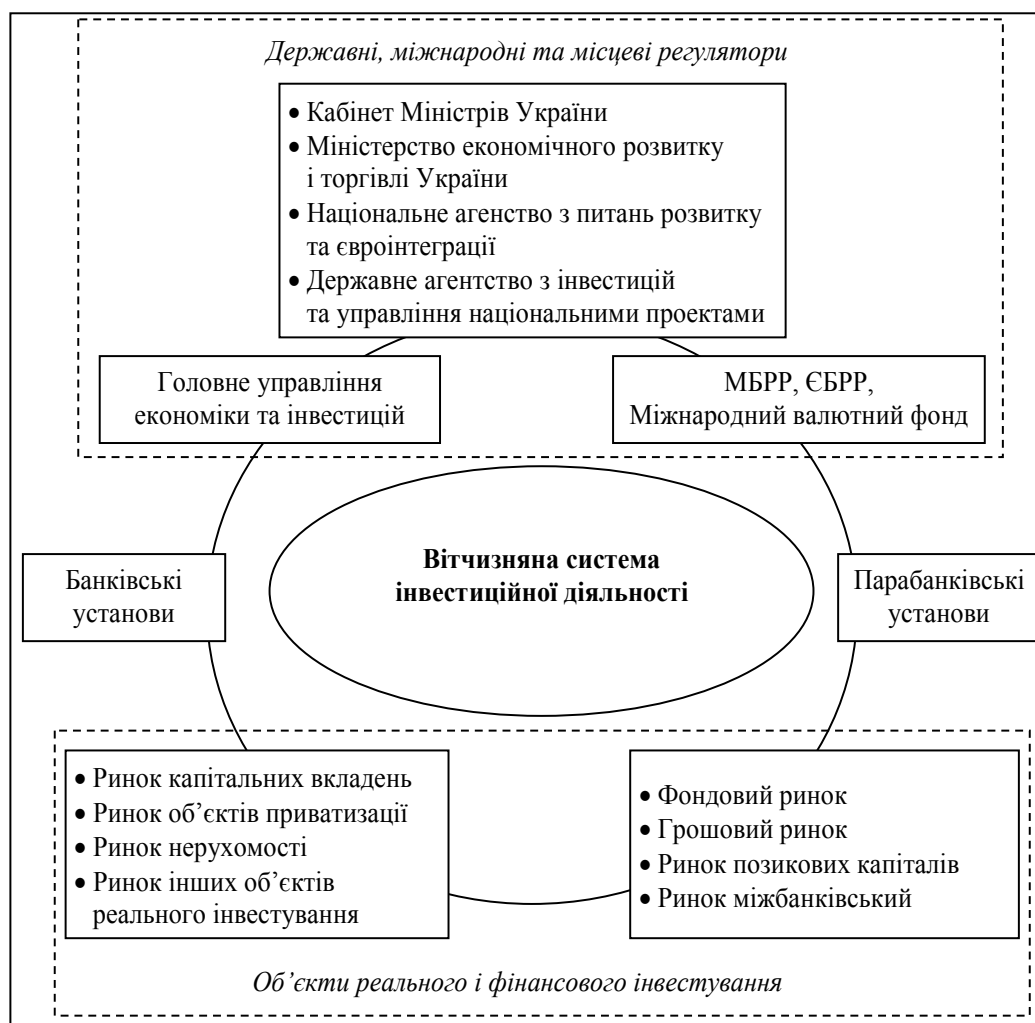 Державні, міжнародні та місцеві регулятори
• Кабінет Міністрів України
• Міністерство економічного розвитку
і торгівлі України
• Національне агенство з питань розвитку
та євроінтеграції
• Державне агентство з інвестицій
та управління національними проектами
Головне управління
економіки та інвестицій
МБРР, ЄБРР,
Міжнародний валютний фонд
Вітчизняна система
інвестиційної діяльності
Банківські
установи
Парабанківські
установи
• Ринок капітальних вкладень
• Ринок об’єктів приватизації
• Ринок нерухомості
• Ринок інших об’єктів
реального інвестування
• Фондовий ринок
• Грошовий ринок
• Ринок позикових капіталів
• Ринок міжбанківський
Об’єкти реального і фінансового інвестування